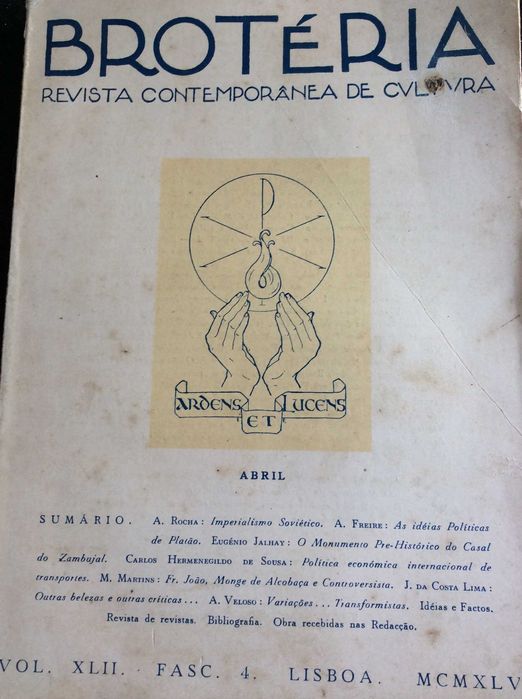 BROTÉRIA
REVISTA CONTEMPORÂNEA DE CVLTVRA
P
ARDENS ET LUCENS
ABRIL
SUMÁRIO. A. ROCHA: Imperialismo Soviético. A. FREIRE: As idéias Políticas
de Platão. EUGÉNIO JALHAY: O Monumento Pre-Histórico do Casal
do Zambujal. CARLOS HERMENEGILDO DE SOUSA: Política económica internacional de
transportes. M. MARTINS: Fr. João, Monge de Alcobaça e Controversista. J. DA COSTA LIMA:
Outras belezas e outras críticas... A. VELOSO: Variações... Transformistas. Idéias e Factos.
Revista de revistas. Bibliografia. Obra recebidas nas Redacção.
VOL. XLII. FASC. 4. LISBOA. MCMXLV